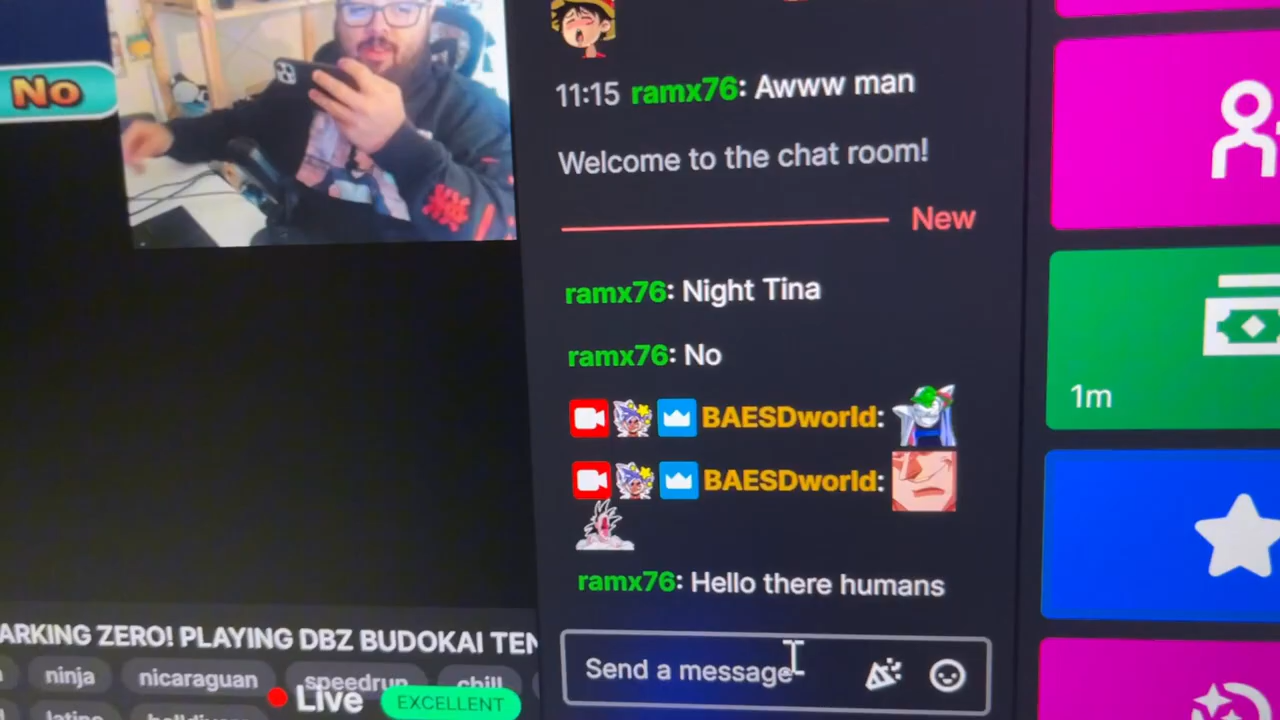 No
11:15 ramx76: Awww man
Welcome to the chat room!
New
ramx76: Night Tina
ramx76: No
BAESDworld:
BAESDworld:
ramx76: Hello there humans
Send a message
1m
ARKING ZERO! PLAYING DBZ BUDOKAI TEN
ninja nicaraguan speedrun chill
Live EXCELLENT